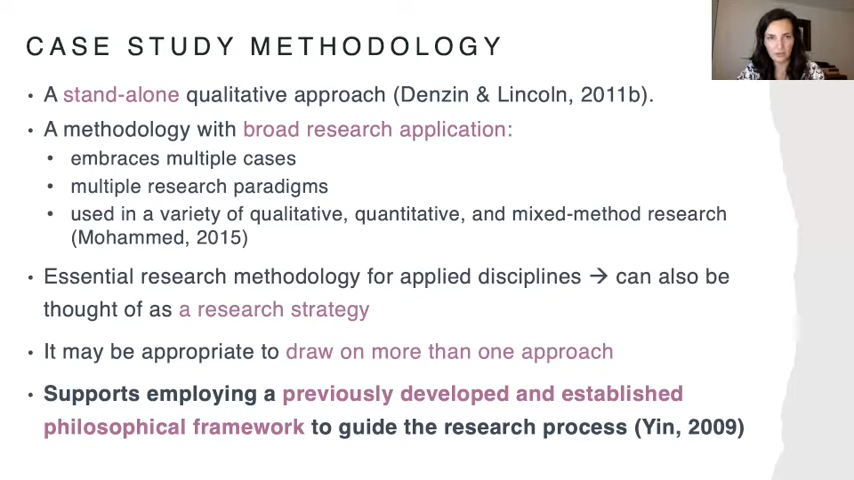 CASE STUDY METHODOLOGY
• A stand-alone qualitative approach (Denzin & Lincoln, 2011b).
• A methodology with broad research application:
• embraces multiple cases
• multiple research paradigms
• used in a variety of qualitative, quantitative, and mixed-method research
(Mohammed, 2015)
• Essential research methodology for applied disciplines → can also be
thought of as a research strategy
• It may be appropriate to draw on more than one approach
• Supports employing a previously developed and established
philosophical framework to guide the research process (Yin, 2009)